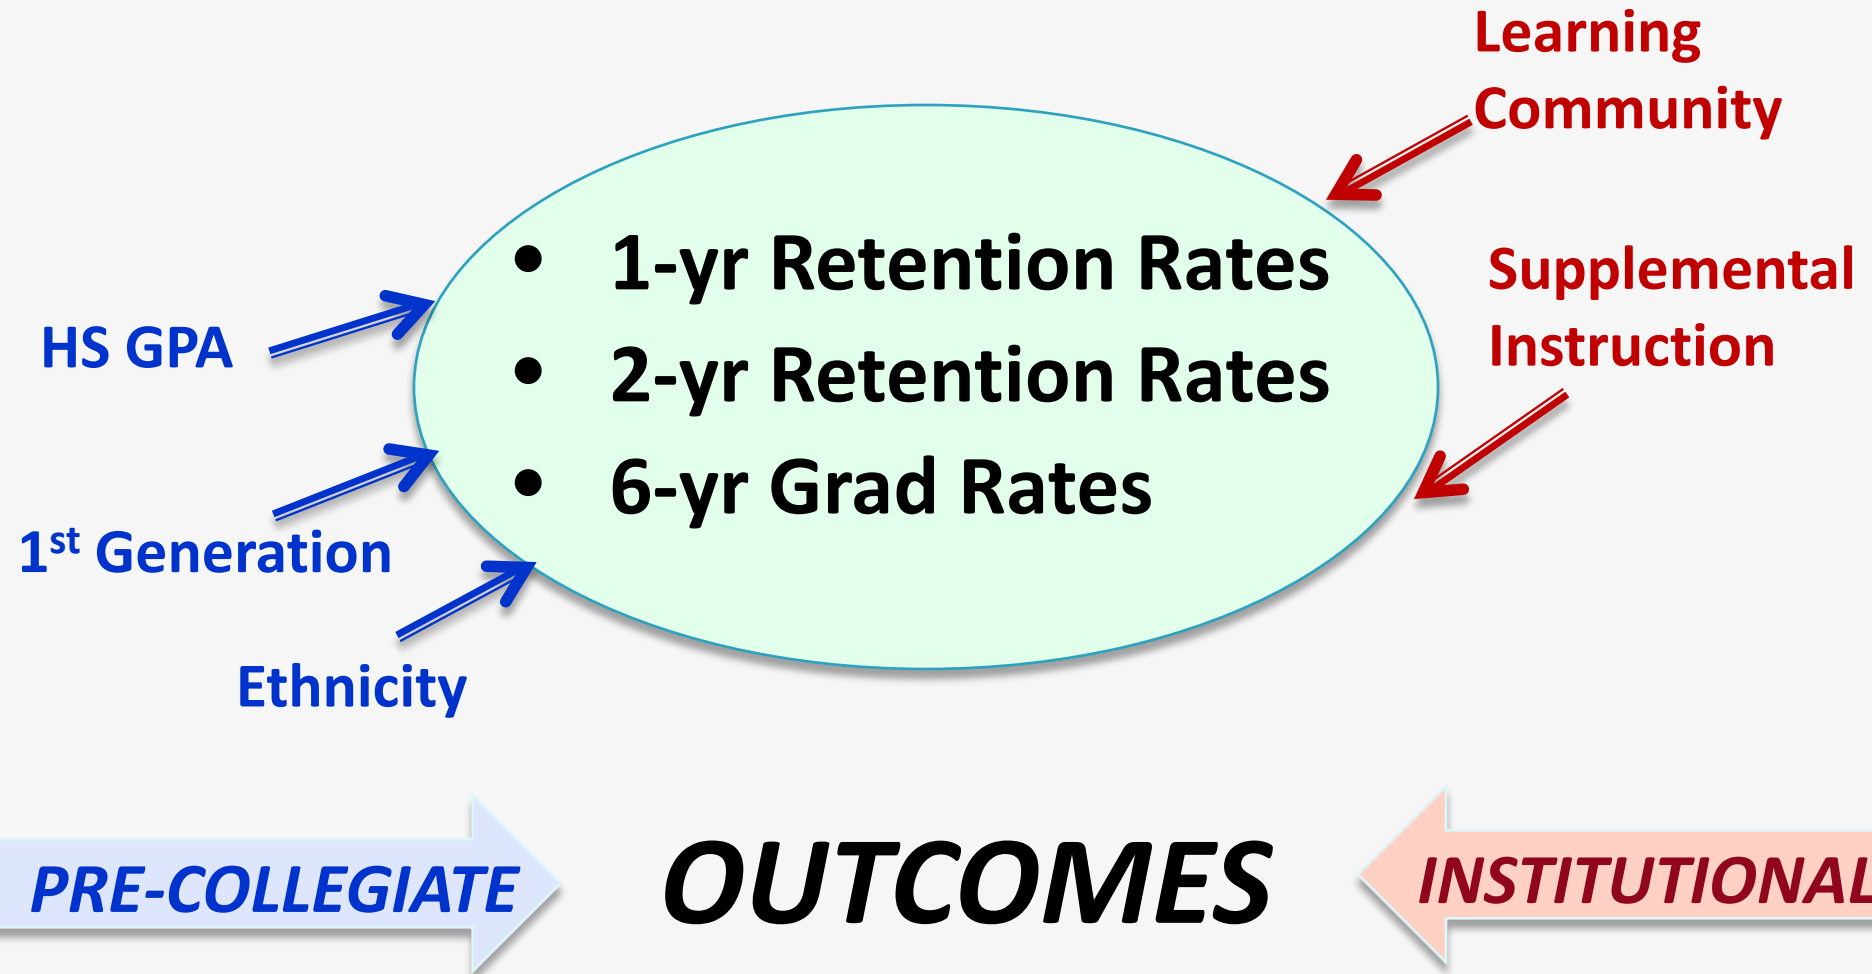 Learning
Community
• 1-yr Retention Rates
• 2-yr Retention Rates
• 6-yr Grad Rates
Supplemental
Instruction
HS GPA
1st Generation
Ethnicity
PRE-COLLEGIATE
OUTCOMES
INSTITUTIONAL